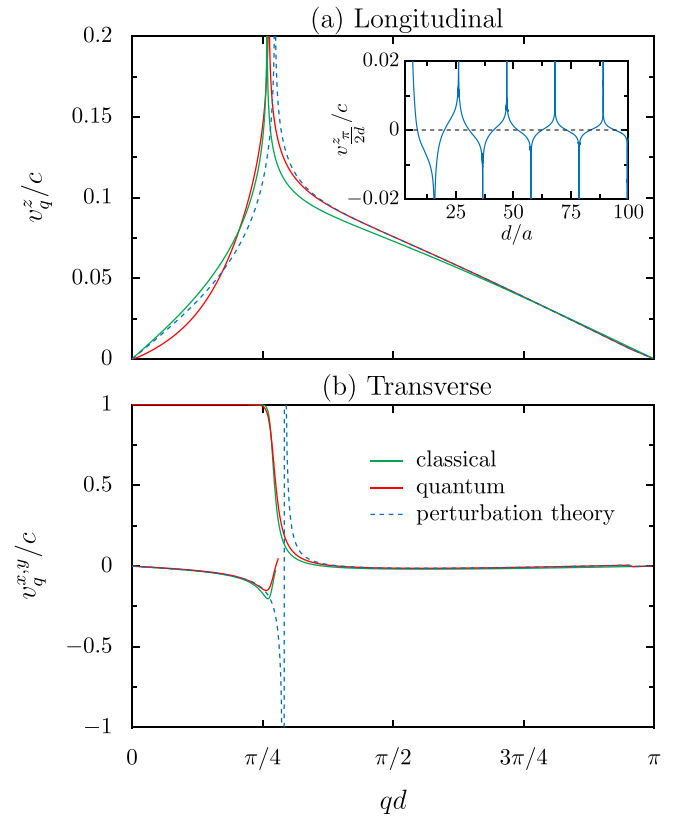 (a) Longitudinal
0.2
0.15
0.1
0.05
0
v_q^z/c
0.02
0
−0.02
v^z_{π/2d}/c
25 50 75 100
d/a
(b) Transverse
1
0.5
0
−0.5
−1
v_q^{x,y}/c
classical
quantum
perturbation theory
0 π/4 π/2 3π/4 π
qd